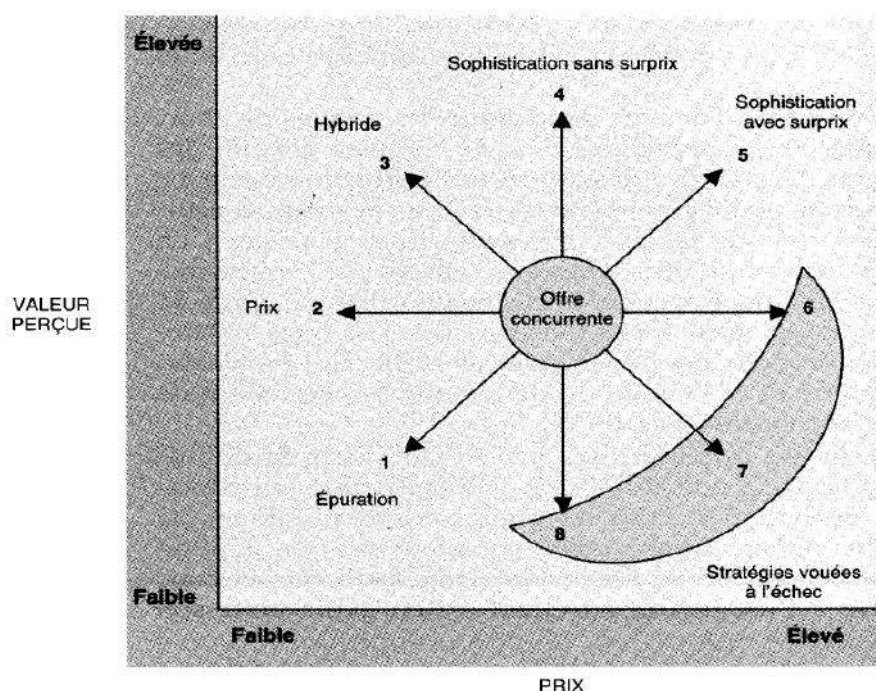 Élevée
Sophistication sans surprix
4
Sophistication
avec surprix
Hybride
3
5
VALEUR
PERÇUE
Prix 2
Offre
concurrente
6
1
7
Épuration
8
Stratégies vouées
à l'échec
Faible
Faible
Élevé
PRIX